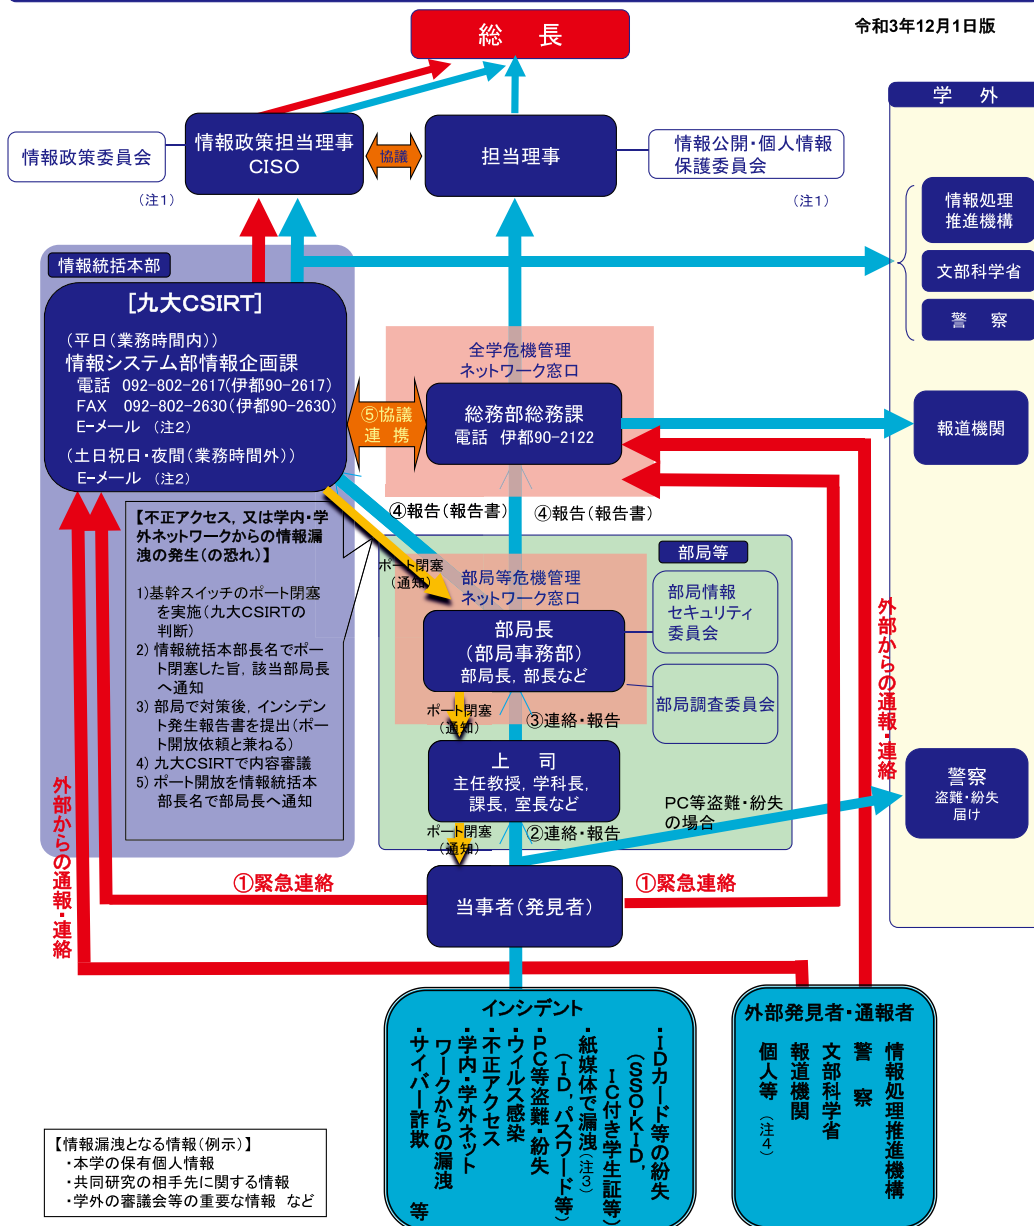 令和3年12月1日版
総 長
学 外
情報政策委員会
(注1)
情報政策担当理事
CISO
協議
担当理事
情報公開・個人情報
保護委員会
(注1)
情報処理
推進機構
文部科学省
警 察
報道機関
警察
盗難・紛失
届け
情報統括本部
[九大CSIRT]
(平日(業務時間内))
情報システム部情報企画課
電話 092-802-2617(伊都90-2617)
FAX 092-802-2630(伊都90-2630)
E-メール (注2)
(土日祝日・夜間(業務時間外))
E-メール (注2)
⑤協議
連 携
全学危機管理
ネットワーク窓口
総務部総務課
電話 伊都90-2122
④報告(報告書)
④報告(報告書)
【不正アクセス, 又は学内・学
外ネットワークからの情報漏
洩の発生(の恐れ)】
1)基幹スイッチのポート閉塞
を実施(九大CSIRTの
判断)
2) 情報統括本部長名でポー
ト閉塞した旨, 該当部局長
へ通知
3) 部局で対策後, インシデン
ト発生報告書を提出(ポート
開放依頼と兼ねる)
4) 九大CSIRTで内容審議
5) ポート開放を情報統括本
部長名で部局長へ通知
ポート閉塞
(通知)
部局等
部局等危機管理
ネットワーク窓口
部局長
(部局事務部)
部局長, 部長など
部局情報
セキュリティ
委員会
部局調査委員会
ポート閉塞
(通知)
③連絡・報告
上 司
主任教授, 学科長,
課長, 室長など
ポート閉塞
(通知)
②連絡・報告
PC等盗難・紛失
の場合
外部からの通報・連絡
外部からの通報・連絡
①緊急連絡
①緊急連絡
当事者(発見者)
インシデント
・IDカード等の紛失
(SSO-KID,
IC付き学生証等)
・紙媒体で漏洩(注3)
(ID, パスワード等)
・PC等盗難・紛失
・ウィルス感染
・不正アクセス
・学内・学外ネット
ワークからの漏洩
・サイバー詐欺 等
外部発見者・通報者
情報処理推進機構
警 察
文部科学省
報道機関
個人等(注4)
【情報漏洩となる情報(例示)】
・本学の保有個人情報
・共同研究の相手先に関する情報
・学外の審議会等の重要な情報 など